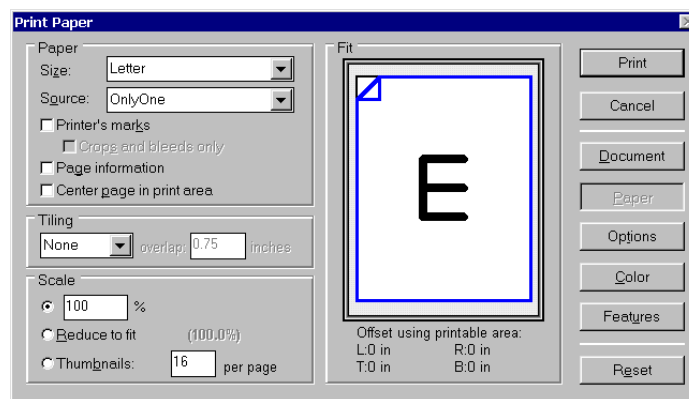 Print Paper
Paper
Size: Letter
Source: OnlyOne
Printer's marks
Crops and bleeds only
Page information
Center page in print area
Tiling
None overlap: 0.75 inches
Scale
100 %
Reduce to fit (100.0%)
Thumbnails: 16 per page
Fit
E
Offset using printable area:
L:0 in R:0 in
T:0 in B:0 in
Print
Cancel
Document
Paper
Options
Color
Features
Reset